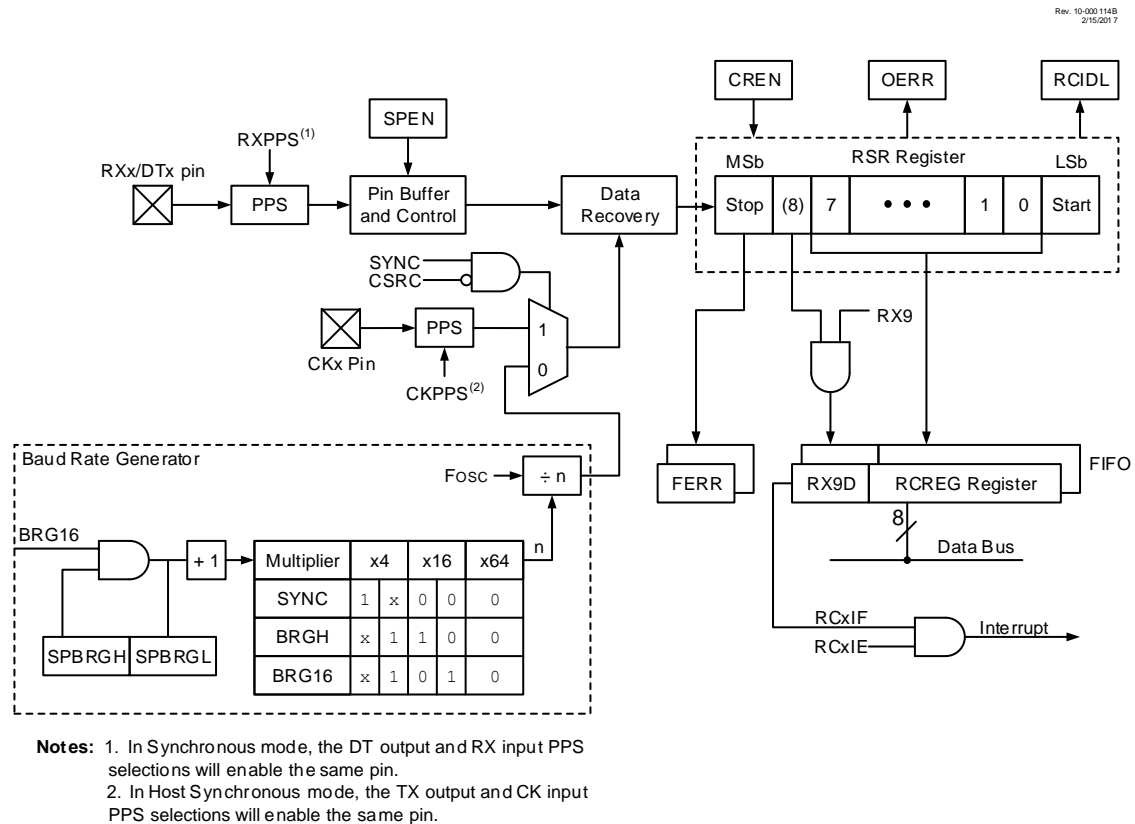 Rev. 10-000114B
2/15/2017
CREN
OERR
RCIDL
SPEN
RXPPS(1)
RXx/DTx pin
PPS
Pin Buffer
and Control
Data
Recovery
MSb
RSR Register
LSb
Stop (8) 7 • • • 1 0 Start
SYNC
CSRC
PPS
1
0
CKx Pin
CKPPS(2)
RX9
Baud Rate Generator
FOSC
÷ n
FERR
RX9D
RCREG Register
FIFO
8
Data Bus
BRG16
+ 1
n
Multiplier x4 x16 x64
SYNC 1 x 0 0 0
BRGH x 1 1 0 0
BRG16 x 1 0 1 0
SPBRGH SPBRGL
RCxIF
RCxIE
Interrupt
Notes: 1. In Synchronous mode, the DT output and RX input PPS
selections will enable the same pin.
2. In Host Synchronous mode, the TX output and CK input
PPS selections will enable the same pin.